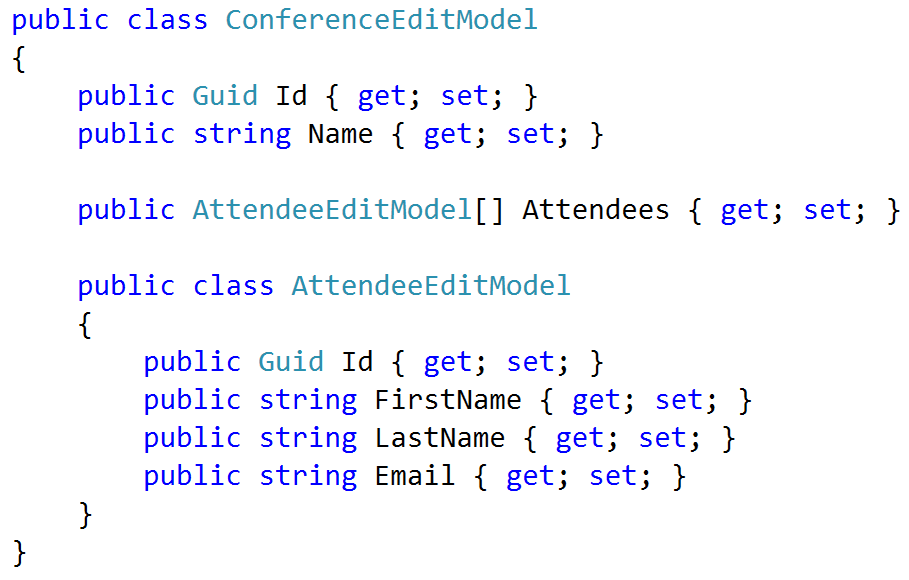 public class ConferenceEditModel
{
    public Guid Id { get; set; }
    public string Name { get; set; }

    public AttendeeEditModel[] Attendees { get; set; }

    public class AttendeeEditModel
    {
        public Guid Id { get; set; }
        public string FirstName { get; set; }
        public string LastName { get; set; }
        public string Email { get; set; }
    }
}